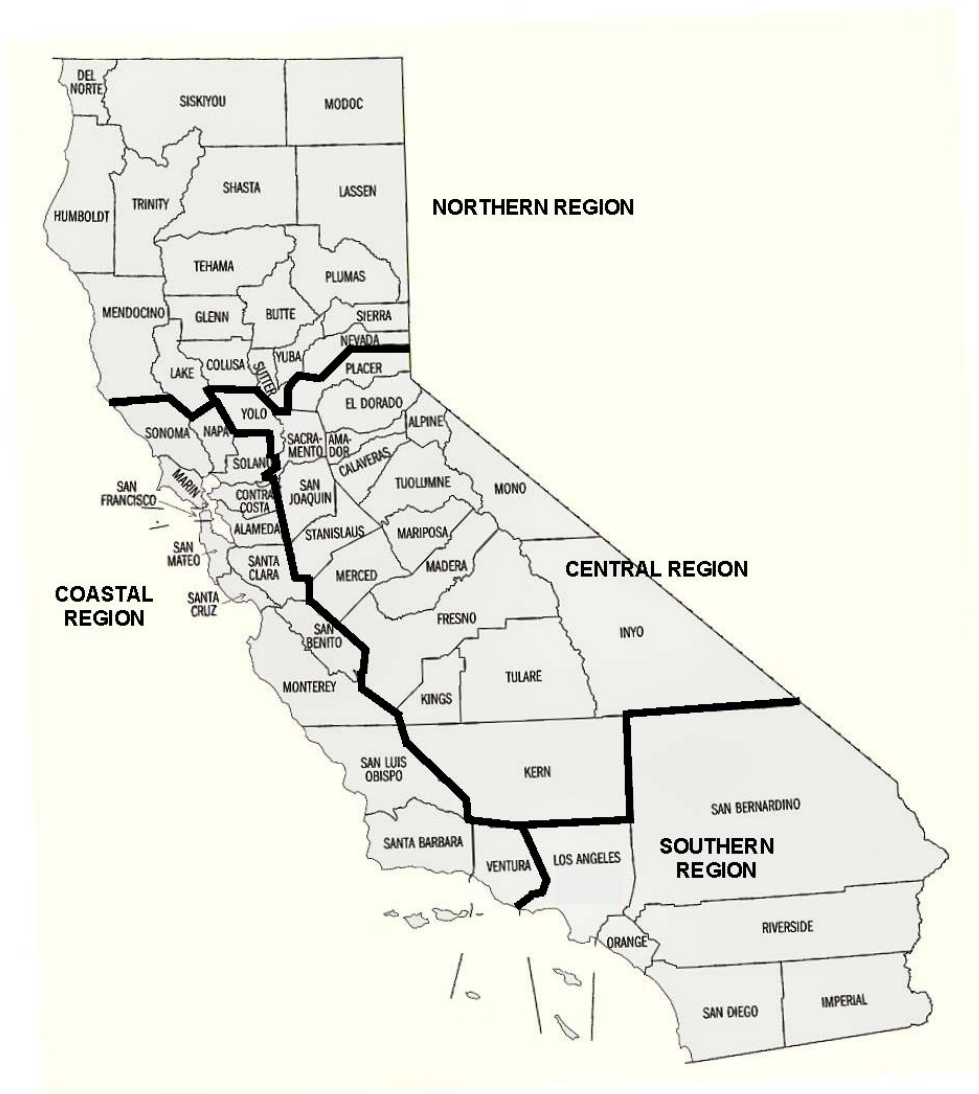 DEL
NORTE
SISKIYOU
MODOC
HUMBOLDT
TRINITY
SHASTA
LASSEN
NORTHERN REGION
TEHAMA
PLUMAS
MENDOCINO
GLENN
BUTTE
SIERRA
NEVADA
YUBA
LAKE
COLUSA
SUTTER
PLACER
EL DORADO
YOLO
ALPINE
SONOMA
NAPA
SACRA-
MENTO
AMA-
DOR
CALAVERAS
SOLANO
MARIN
SAN
FRANCISCO
CONTRA
COSTA
SAN
JOAQUIN
TUOLUMNE
MONO
ALAMEDA
STANISLAUS
MARIPOSA
SAN
MATEO
SANTA
CLARA
MERCED
MADERA
CENTRAL REGION
COASTAL
REGION
SANTA
CRUZ
FRESNO
SAN
BENITO
INYO
MONTEREY
KINGS
TULARE
SAN LUIS
OBISPO
KERN
SAN BERNARDINO
SANTA BARBARA
VENTURA
LOS ANGELES
SOUTHERN
REGION
ORANGE
RIVERSIDE
SAN DIEGO
IMPERIAL